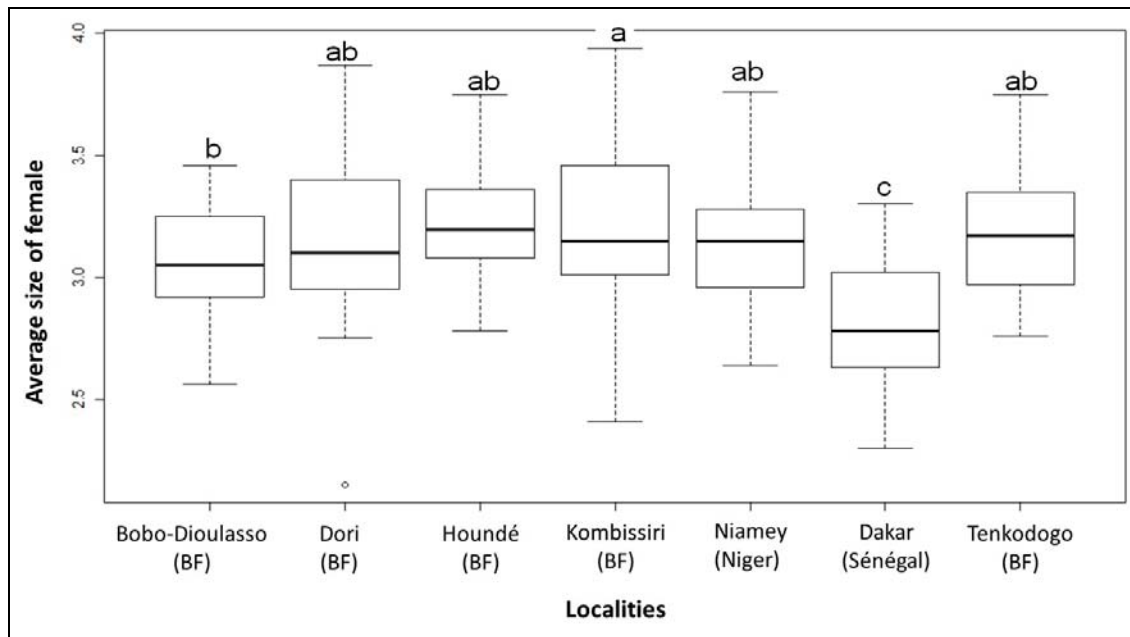 Average size of female
4.0
3.5
3.0
2.5
b
ab
ab
a
ab
c
ab
Bobo-Dioulasso
(BF)
Dori
(BF)
Houndé
(BF)
Kombissiri
(BF)
Niamey
(Niger)
Dakar
(Sénégal)
Tenkodogo
(BF)
Localities